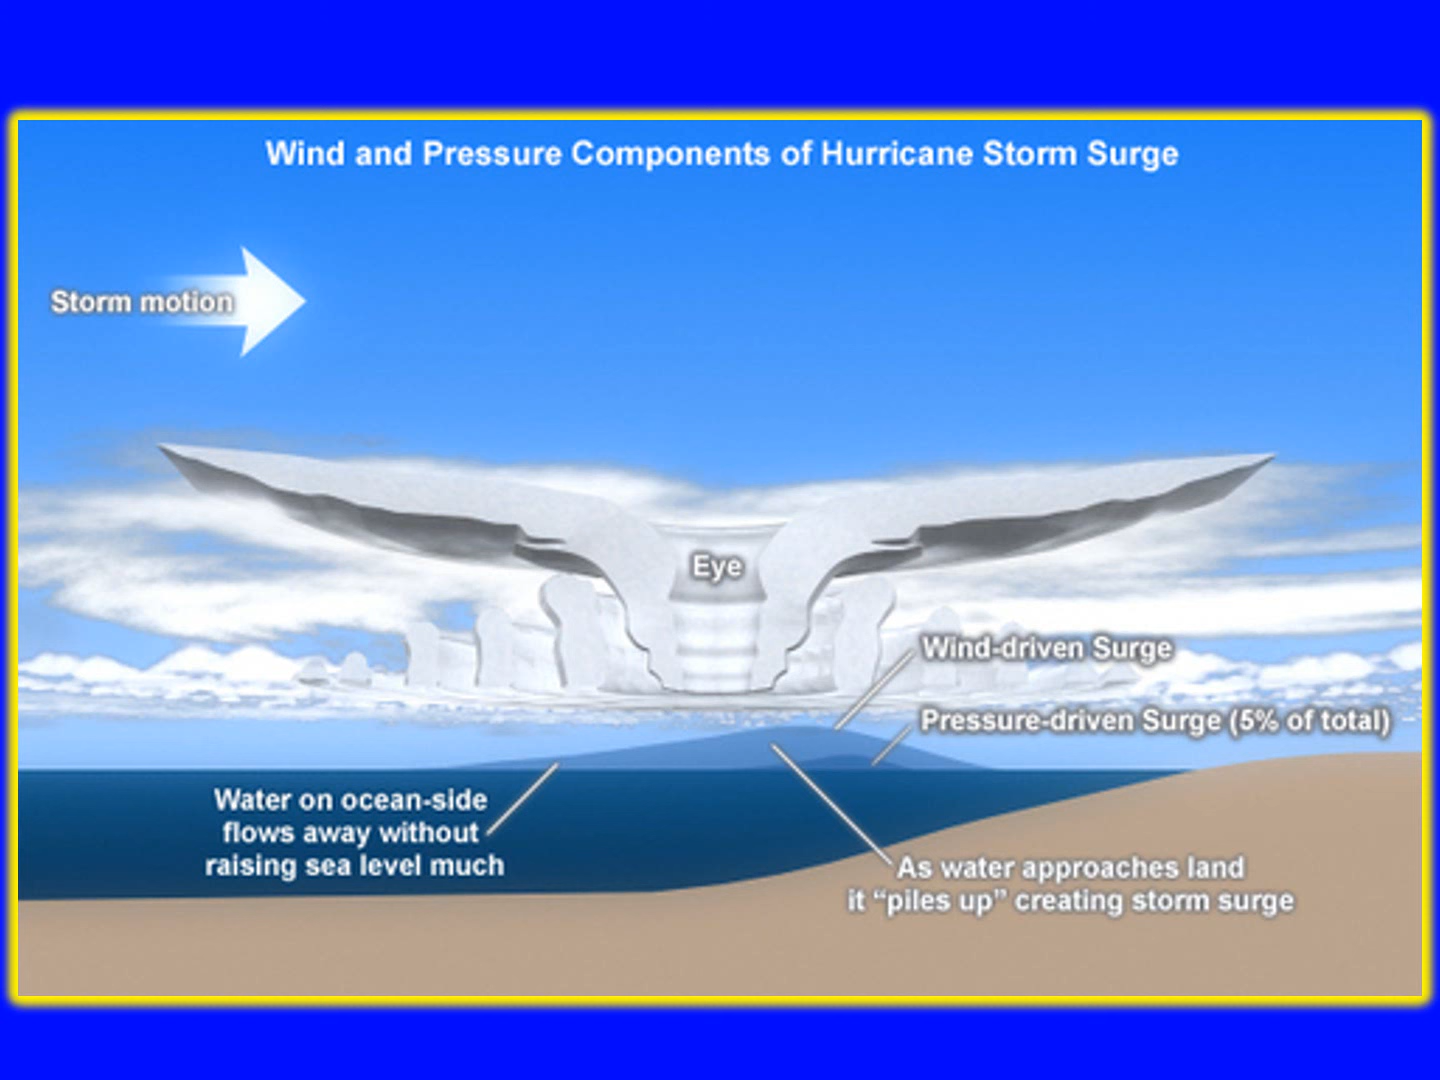 Wind and Pressure Components of Hurricane Storm Surge
Storm motion
Eye
Wind-driven Surge
Pressure-driven Surge (5% of total)
Water on ocean-side
flows away without
raising sea level much
As water approaches land
it “piles up” creating storm surge